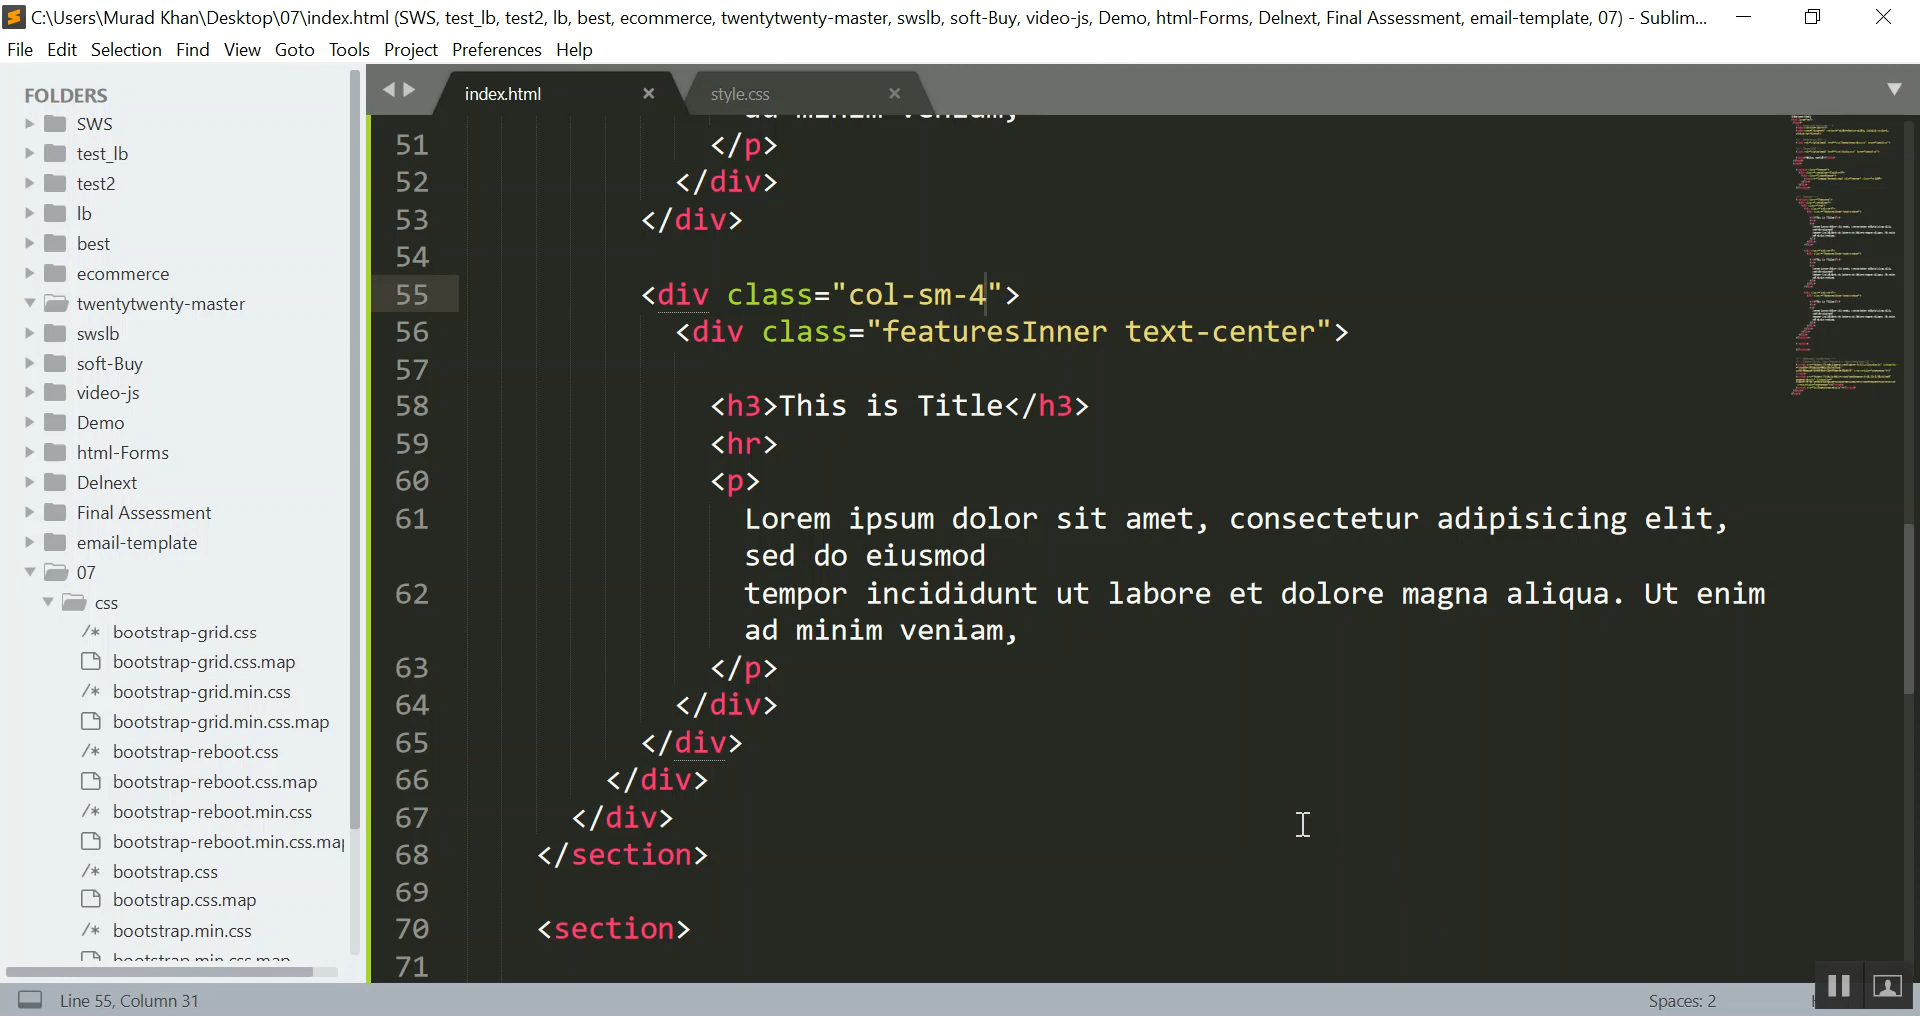 C:\Users\Murad Khan\Desktop\07\index.html (SWS, test_lb, test2, lb, best, ecommerce, twentytwenty-master, swslb, soft-Buy, video-js, Demo, html-Forms, Delnext, Final Assessment, email-template, 07) - Sublim...
File Edit Selection Find View Goto Tools Project Preferences Help
FOLDERS
SWS
test_lb
test2
lb
best
ecommerce
twentytwenty-master
swslb
soft-Buy
video-js
Demo
html-Forms
Delnext
Final Assessment
email-template
07
css
/* bootstrap-grid.css
bootstrap-grid.css.map
/* bootstrap-grid.min.css
bootstrap-grid.min.css.map
/* bootstrap-reboot.css
bootstrap-reboot.css.map
/* bootstrap-reboot.min.css
bootstrap-reboot.min.css.map
/* bootstrap.css
bootstrap.css.map
/* bootstrap.min.css
bootstrap.min.css.map
index.html style.css
ad minim veniam,
51 </p>
52 </div>
53 </div>
54
55 <div class="col-sm-4">
56 <div class="featuresInner text-center">
57
58 <h3>This is Title</h3>
59 <hr>
60 <p>
61 Lorem ipsum dolor sit amet, consectetur adipisicing elit,
sed do eiusmod
62 tempor incididunt ut labore et dolore magna aliqua. Ut enim
ad minim veniam,
63 </p>
64 </div>
65 </div>
66 </div>
67 </div>
68 </section>
69
70 <section>
71
Line 55, Column 31
Spaces: 2